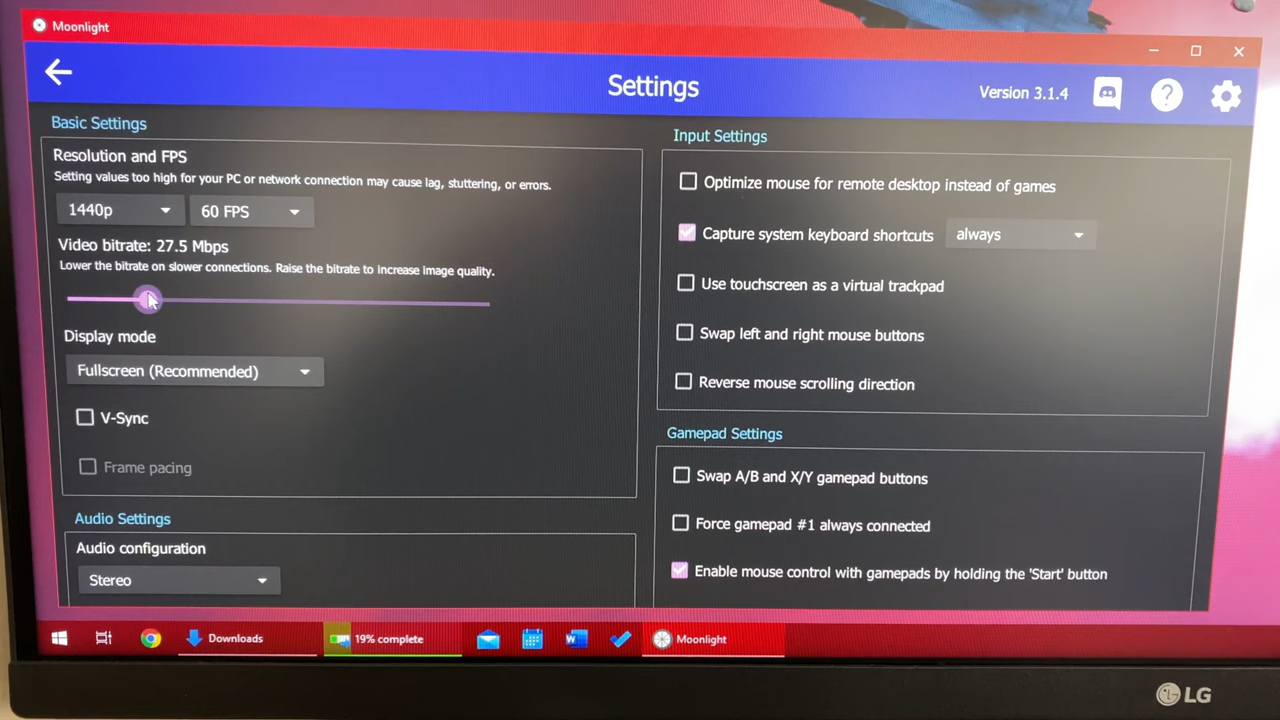 Moonlight
Settings
Version 3.1.4
Basic Settings
Resolution and FPS
Setting values too high for your PC or network connection may cause lag, stuttering, or errors.
1440p
60 FPS
Video bitrate: 27.5 Mbps
Lower the bitrate on slower connections. Raise the bitrate to increase image quality.
Display mode
Fullscreen (Recommended)
V-Sync
Frame pacing
Audio Settings
Audio configuration
Stereo
Input Settings
Optimize mouse for remote desktop instead of games
Capture system keyboard shortcuts
always
Use touchscreen as a virtual trackpad
Swap left and right mouse buttons
Reverse mouse scrolling direction
Gamepad Settings
Swap A/B and X/Y gamepad buttons
Force gamepad #1 always connected
Enable mouse control with gamepads by holding the 'Start' button
Downloads
19% complete
Moonlight
LG